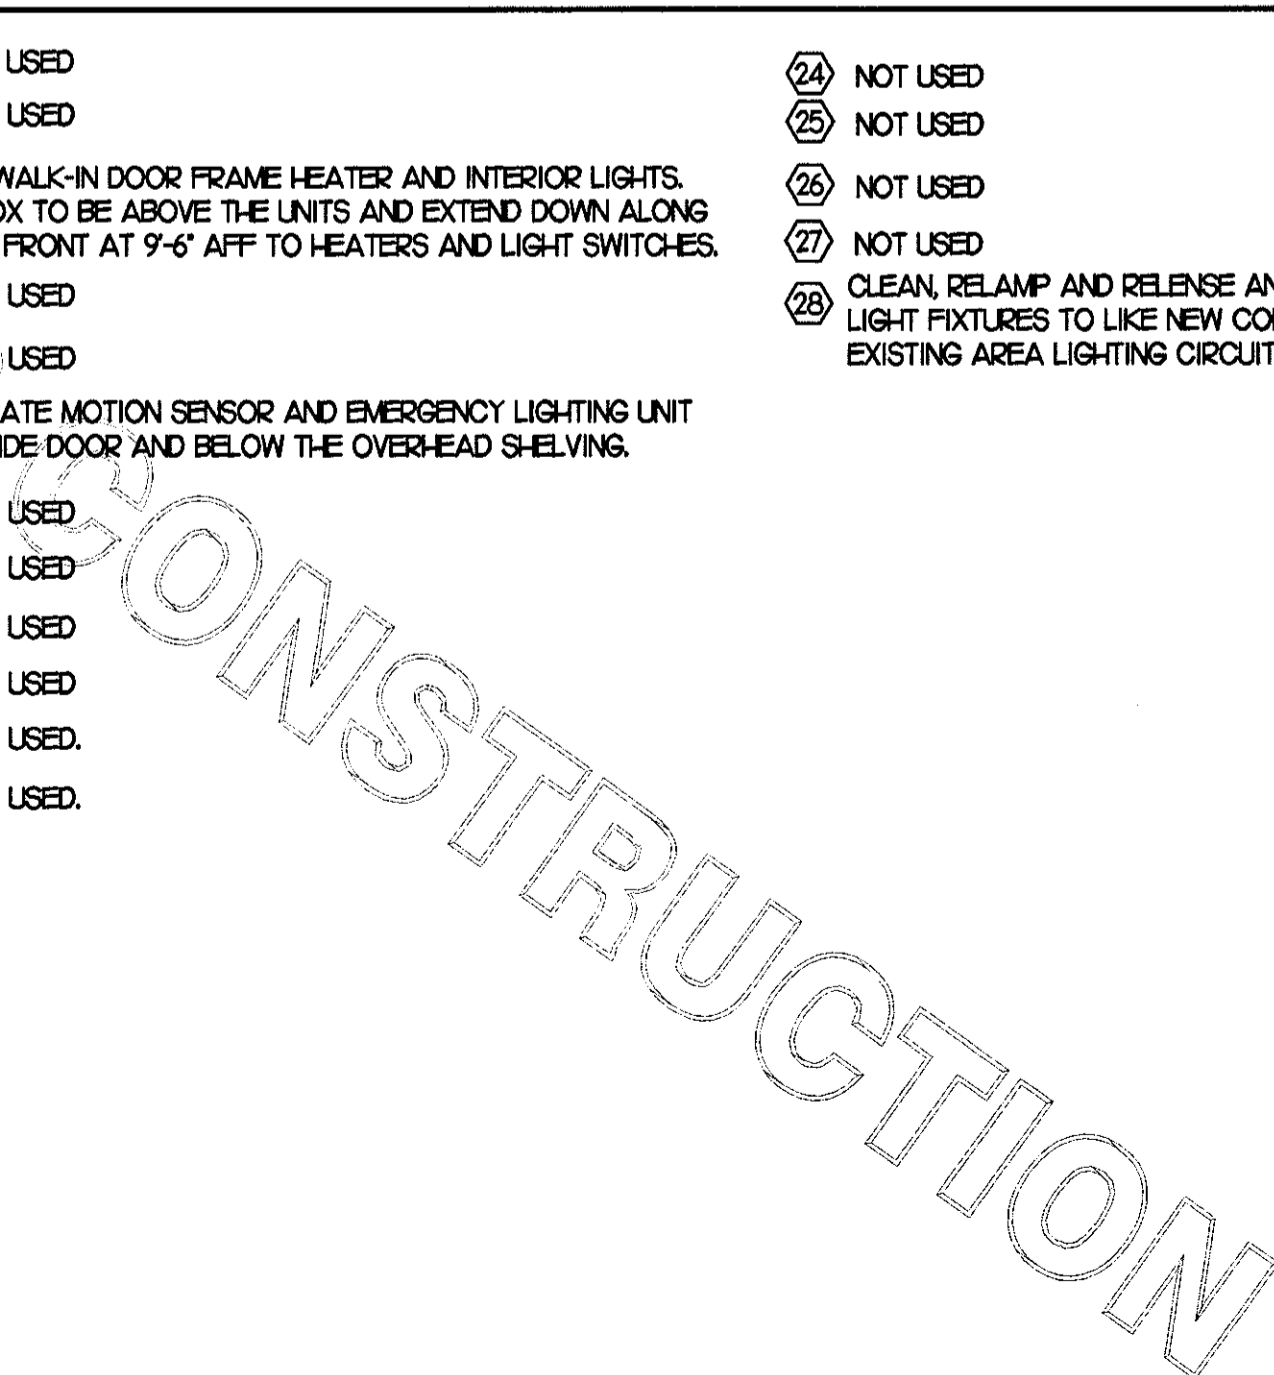 USED
USED
WALK-IN DOOR FRAME HEATER AND INTERIOR LIGHTS.
OX TO BE ABOVE THE UNITS AND EXTEND DOWN ALONG
FRONT AT 9'-6" AFF TO HEATERS AND LIGHT SWITCHES.
USED
USED
ATE MOTION SENSOR AND EMERGENCY LIGHTING UNIT
IDE DOOR AND BELOW THE OVERHEAD SHELVING.
USED
USED
USED
USED
USED.
USED.
24 NOT USED
25 NOT USED
26 NOT USED
27 NOT USED
28 CLEAN, RELAMP AND RELENSE AN
LIGHT FIXTURES TO LIKE NEW CO
EXISTING AREA LIGHTING CIRCUIT
CONSTRUCTION